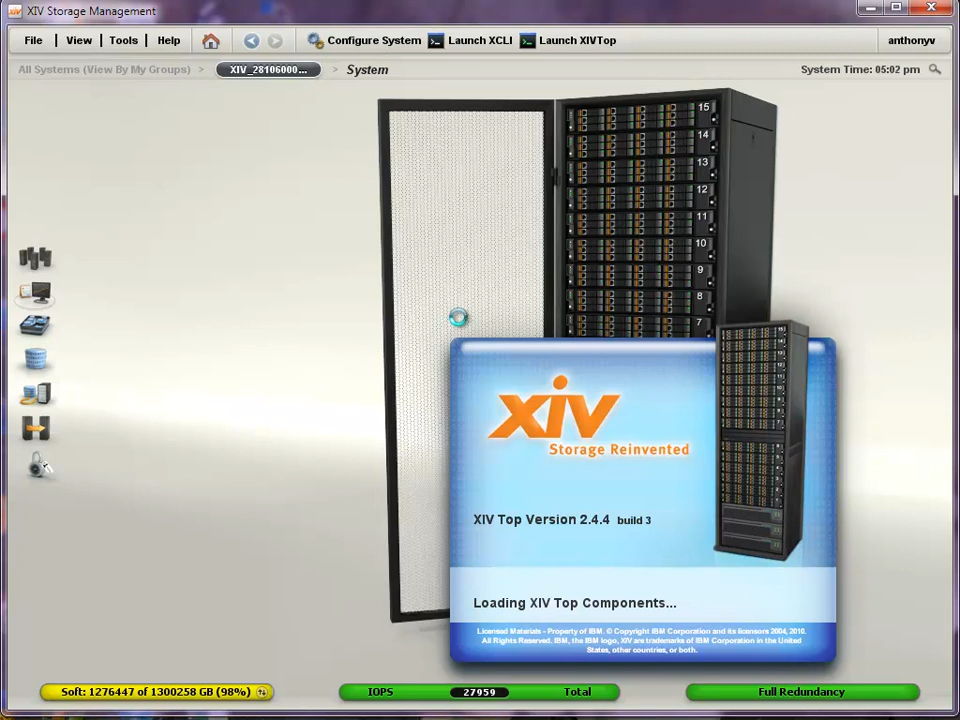 XIV Storage Management
File View Tools Help Configure System Launch XCLI Launch XIVTop anthonyv
All Systems (View By My Groups) > XIV_28106000... > System System Time: 05:02 pm
15
14
13
12
11
10
9
8
7
XIV
Storage Reinvented
XIV Top Version 2.4.4 build 3
Loading XIV Top Components...
Licensed Materials - Property of IBM. © Copyright IBM Corporation and its licensors 2004, 2010.
All Rights Reserved. IBM, the IBM logo, XIV are trademarks of IBM Corporation in the United
States, other countries, or both.
Soft: 1276447 of 1300258 GB (98%) IOPS 27959 Total Full Redundancy